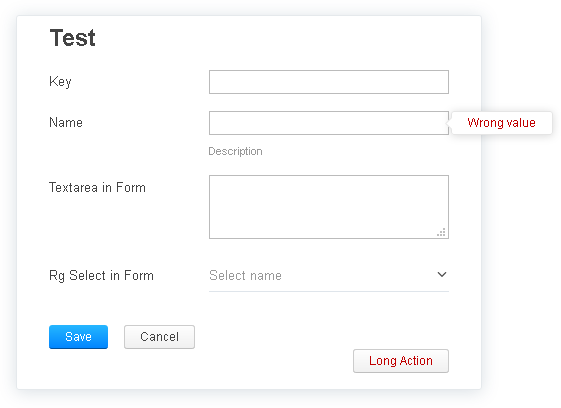 Test
Key
Name
Wrong value
Description
Textarea in Form
Rg Select in Form
Select name
Save
Cancel
Long Action